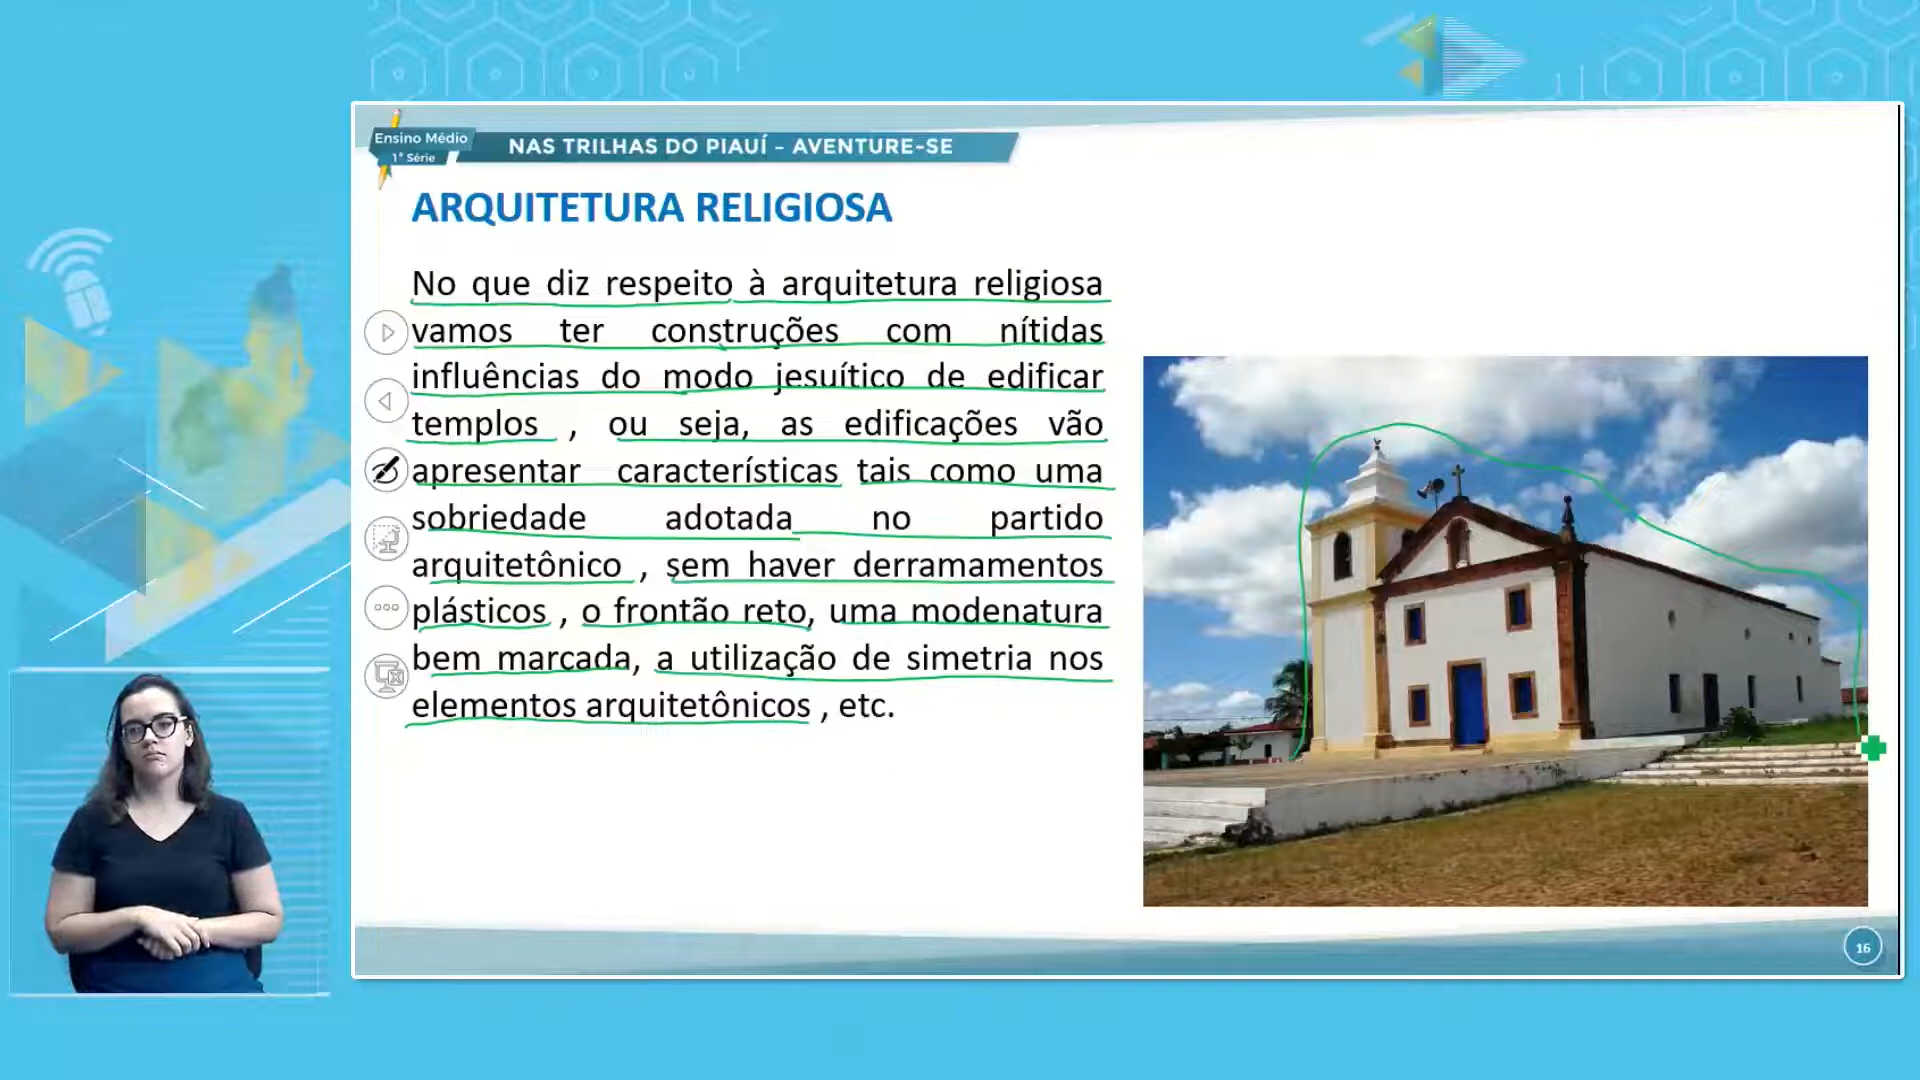 Ensino Médio
1ª Série
NAS TRILHAS DO PIAUÍ – AVENTURE-SE
ARQUITETURA RELIGIOSA
No que diz respeito à arquitetura religiosa
vamos ter construções com nítidas
influências do modo jesuítico de edificar
templos , ou seja, as edificações vão
apresentar características tais como uma
sobriedade adotada no partido
arquitetônico , sem haver derramamentos
plásticos , o frontão reto, uma modenatura
bem marcada, a utilização de simetria nos
elementos arquitetônicos , etc.
16